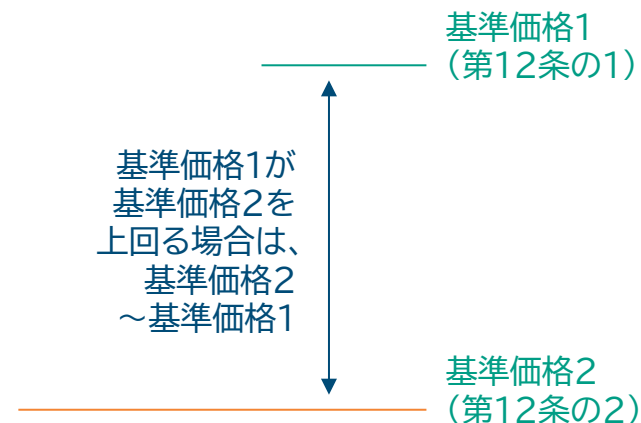 基準価格1
（第12条の1）
基準価格1が
基準価格2を
上回る場合は、
基準価格2
～基準価格1
基準価格2
（第12条の2）